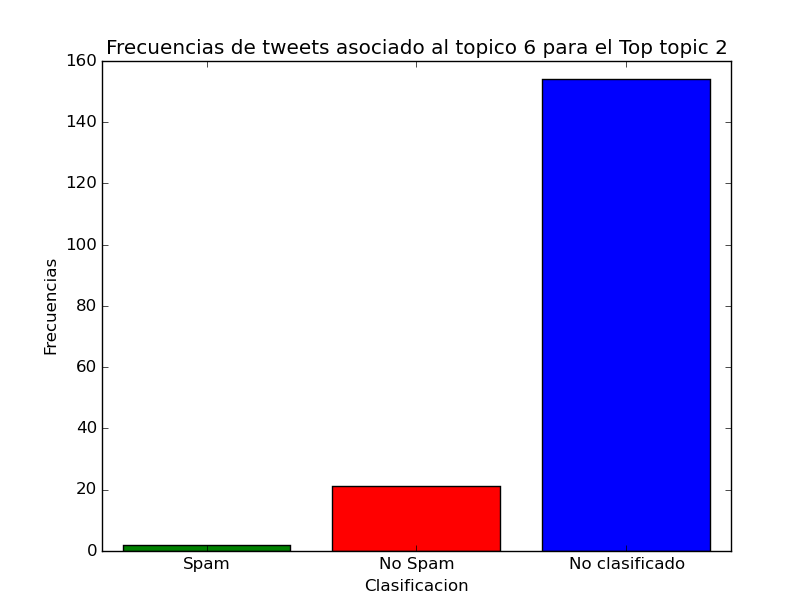 Frecuencias de tweets asociado al topico 6 para el Top topic 2
160
140
120
100
80
60
40
20
0
Frecuencias
Spam No Spam No clasificado
Clasificacion